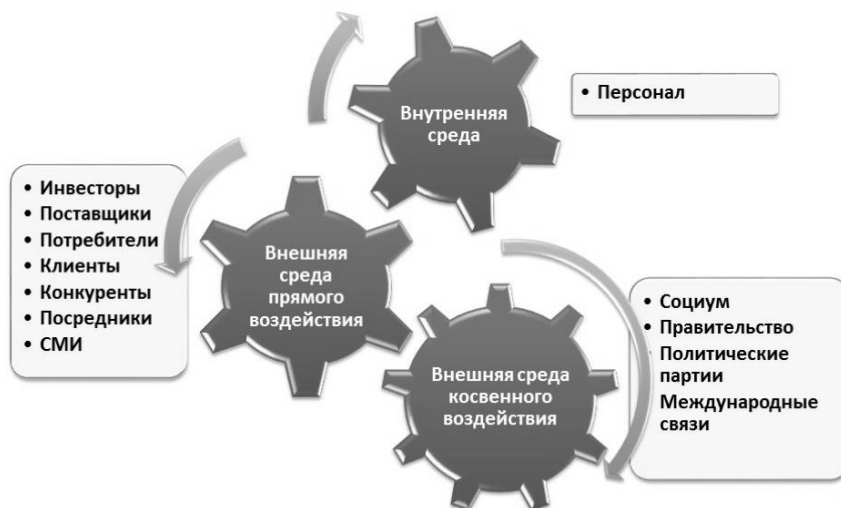 Внутренняя
среда
• Персонал
• Инвесторы
• Поставщики
• Потребители
• Клиенты
• Конкуренты
• Посредники
• СМИ
Внешняя
среда
прямого
воздействия
Внешняя среда
косвенного
воздействия
• Социум
• Правительство
Политические
партии
Международные
связи